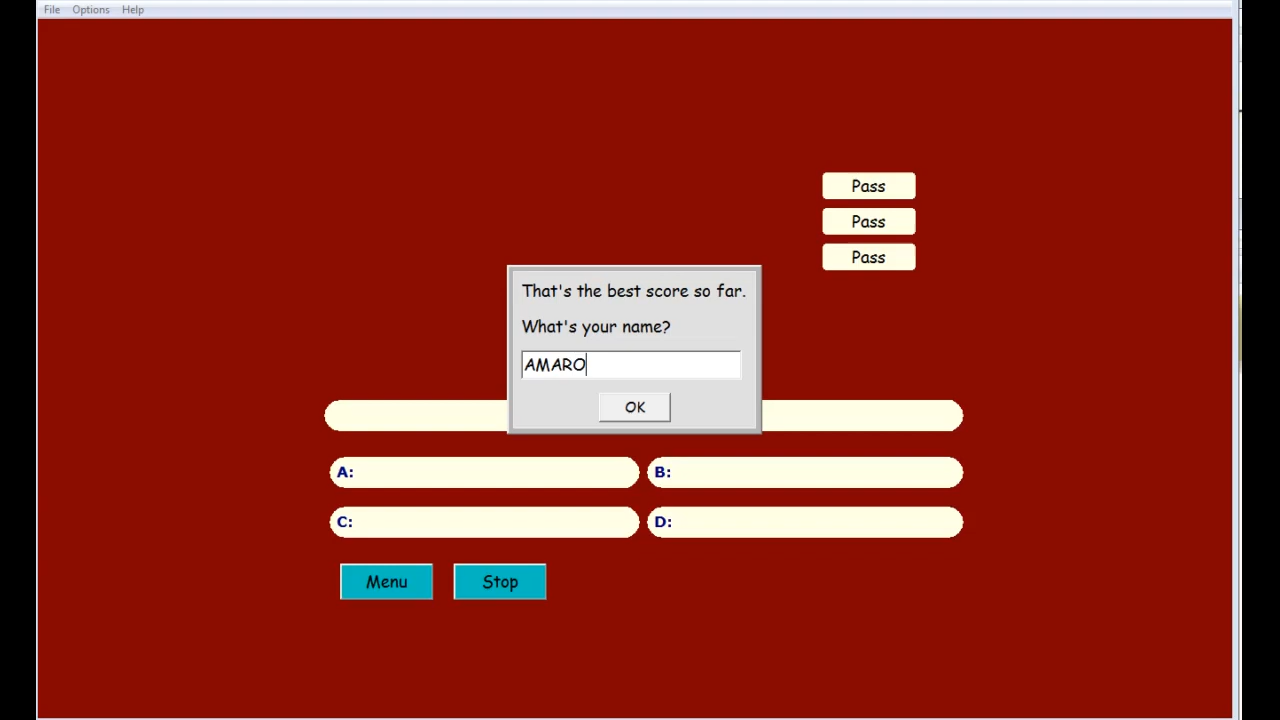 File Options Help
Pass
Pass
Pass
That's the best score so far.
What's your name?
AMARO
OK
A: B:
C: D:
Menu Stop